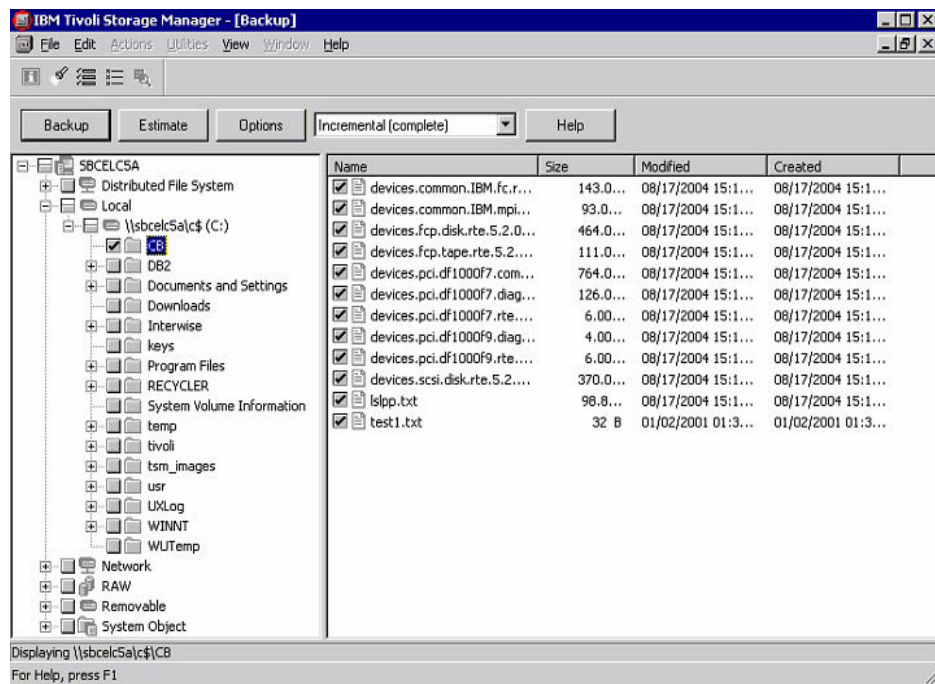 IBM Tivoli Storage Manager - [Backup]
File Edit Actions Utilities View Window Help
Backup Estimate Options Incremental (complete) Help
SBCELC5A
Distributed File System
Local
\\sbcelc5a\c$ (C:)
CB
DB2
Documents and Settings
Downloads
Interwise
keys
Program Files
RECYCLER
System Volume Information
temp
tivoli
tsm_images
usr
UXLog
WINNT
WUTemp
Network
RAW
Removable
System Object
Name Size Modified Created
devices.common.IBM.fc.r... 143.0... 08/17/2004 15:1... 08/17/2004 15:1...
devices.common.IBM.mpi... 93.0... 08/17/2004 15:1... 08/17/2004 15:1...
devices.fcp.disk.rte.5.2.0... 464.0... 08/17/2004 15:1... 08/17/2004 15:1...
devices.fcp.tape.rte.5.2.... 111.0... 08/17/2004 15:1... 08/17/2004 15:1...
devices.pci.df1000f7.com... 764.0... 08/17/2004 15:1... 08/17/2004 15:1...
devices.pci.df1000f7.diag... 126.0... 08/17/2004 15:1... 08/17/2004 15:1...
devices.pci.df1000f7.rte.... 6.00... 08/17/2004 15:1... 08/17/2004 15:1...
devices.pci.df1000f9.diag... 4.00... 08/17/2004 15:1... 08/17/2004 15:1...
devices.pci.df1000f9.rte.... 6.00... 08/17/2004 15:1... 08/17/2004 15:1...
devices.scsi.disk.rte.5.2.... 370.0... 08/17/2004 15:1... 08/17/2004 15:1...
lslpp.txt 98.8... 08/17/2004 15:1... 08/17/2004 15:1...
test1.txt 32 B 01/02/2001 01:3... 01/02/2001 01:3...
Displaying \\sbcelc5a\c$\CB
For Help, press F1